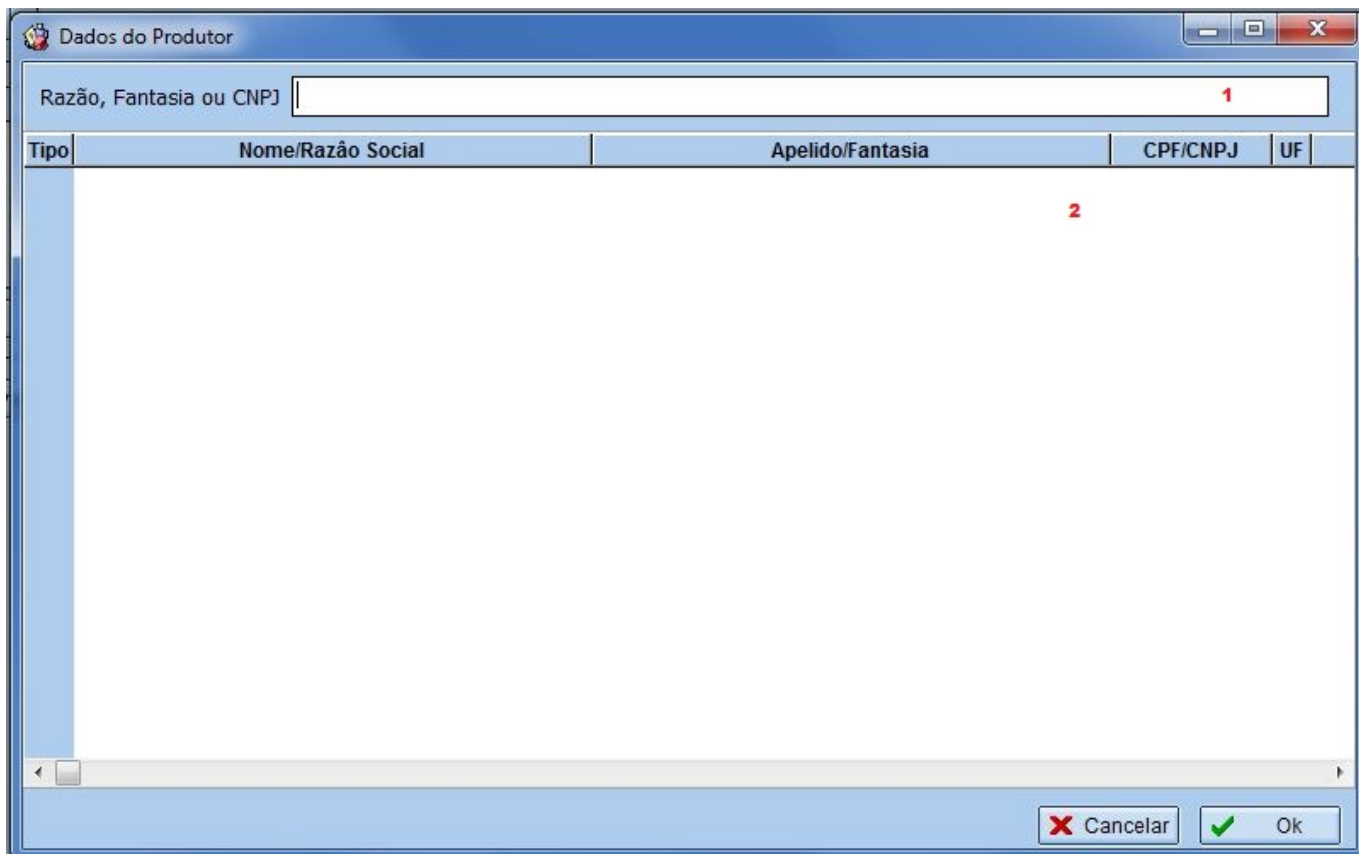 Dados do Produtor
Razão, Fantasia ou CNPJ 1
Tipo Nome/Razâo Social Apelido/Fantasia CPF/CNPJ UF
2
Cancelar Ok